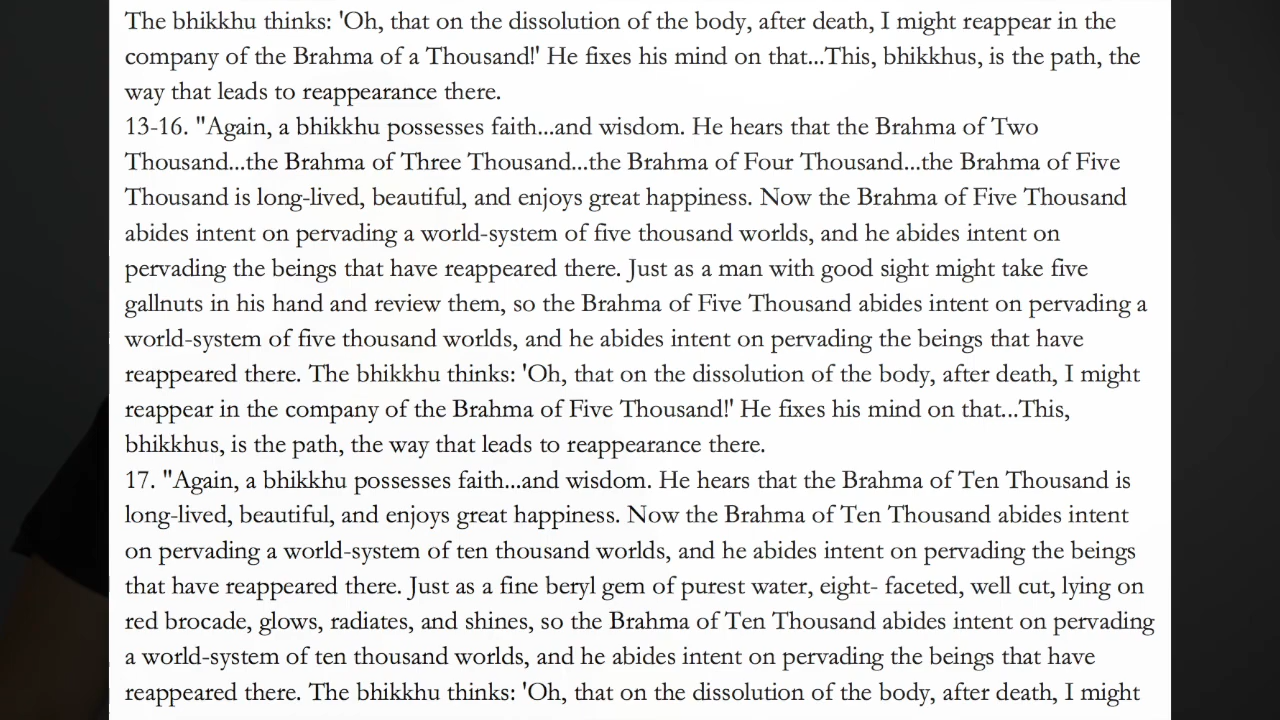 The bhikkhu thinks: 'Oh, that on the dissolution of the body, after death, I might reappear in the
company of the Brahma of a Thousand!' He fixes his mind on that...This, bhikkhus, is the path, the
way that leads to reappearance there.
13-16. "Again, a bhikkhu possesses faith...and wisdom. He hears that the Brahma of Two
Thousand...the Brahma of Three Thousand...the Brahma of Four Thousand...the Brahma of Five
Thousand is long-lived, beautiful, and enjoys great happiness. Now the Brahma of Five Thousand
abides intent on pervading a world-system of five thousand worlds, and he abides intent on
pervading the beings that have reappeared there. Just as a man with good sight might take five
gallnuts in his hand and review them, so the Brahma of Five Thousand abides intent on pervading a
world-system of five thousand worlds, and he abides intent on pervading the beings that have
reappeared there. The bhikkhu thinks: 'Oh, that on the dissolution of the body, after death, I might
reappear in the company of the Brahma of Five Thousand!' He fixes his mind on that...This,
bhikkhus, is the path, the way that leads to reappearance there.
17. "Again, a bhikkhu possesses faith...and wisdom. He hears that the Brahma of Ten Thousand is
long-lived, beautiful, and enjoys great happiness. Now the Brahma of Ten Thousand abides intent
on pervading a world-system of ten thousand worlds, and he abides intent on pervading the beings
that have reappeared there. Just as a fine beryl gem of purest water, eight- faceted, well cut, lying on
red brocade, glows, radiates, and shines, so the Brahma of Ten Thousand abides intent on pervading
a world-system of ten thousand worlds, and he abides intent on pervading the beings that have
reappeared there. The bhikkhu thinks: 'Oh, that on the dissolution of the body, after death, I might